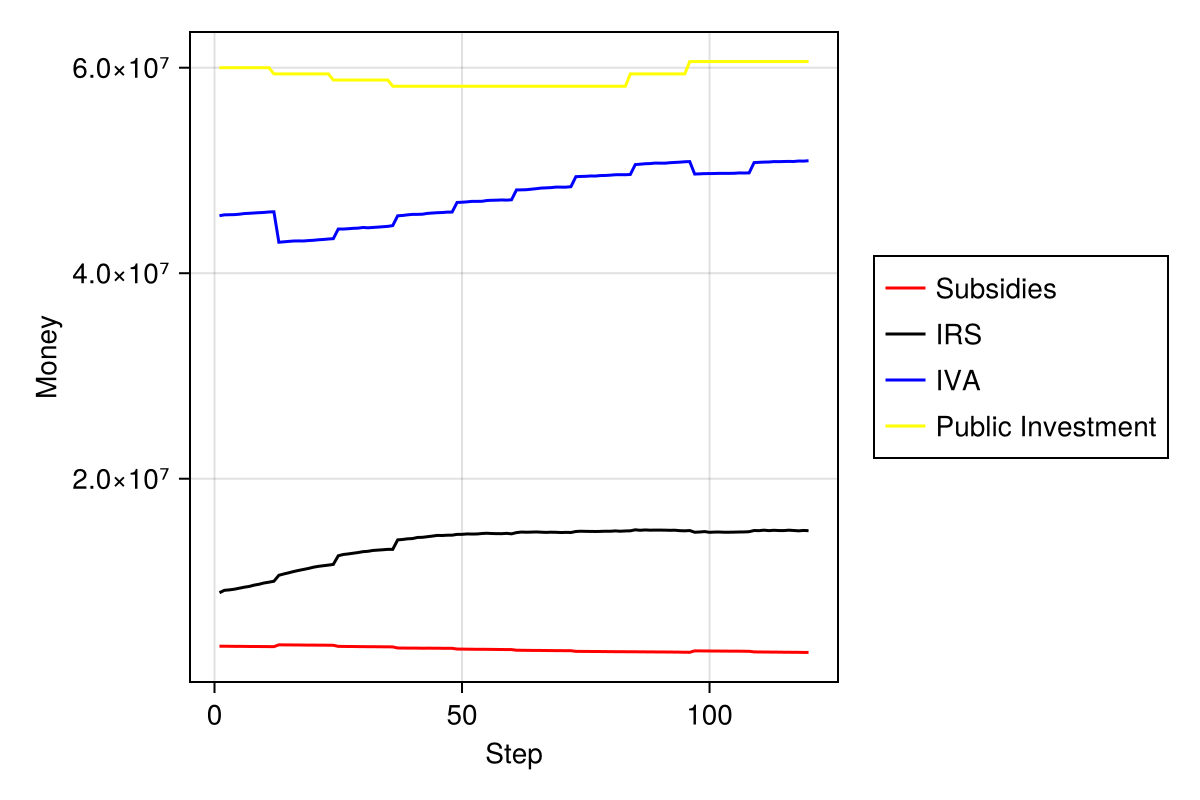 6.0×10⁷
4.0×10⁷
2.0×10⁷
Money
0
50
100
Step
Subsidies
IRS
IVA
Public Investment